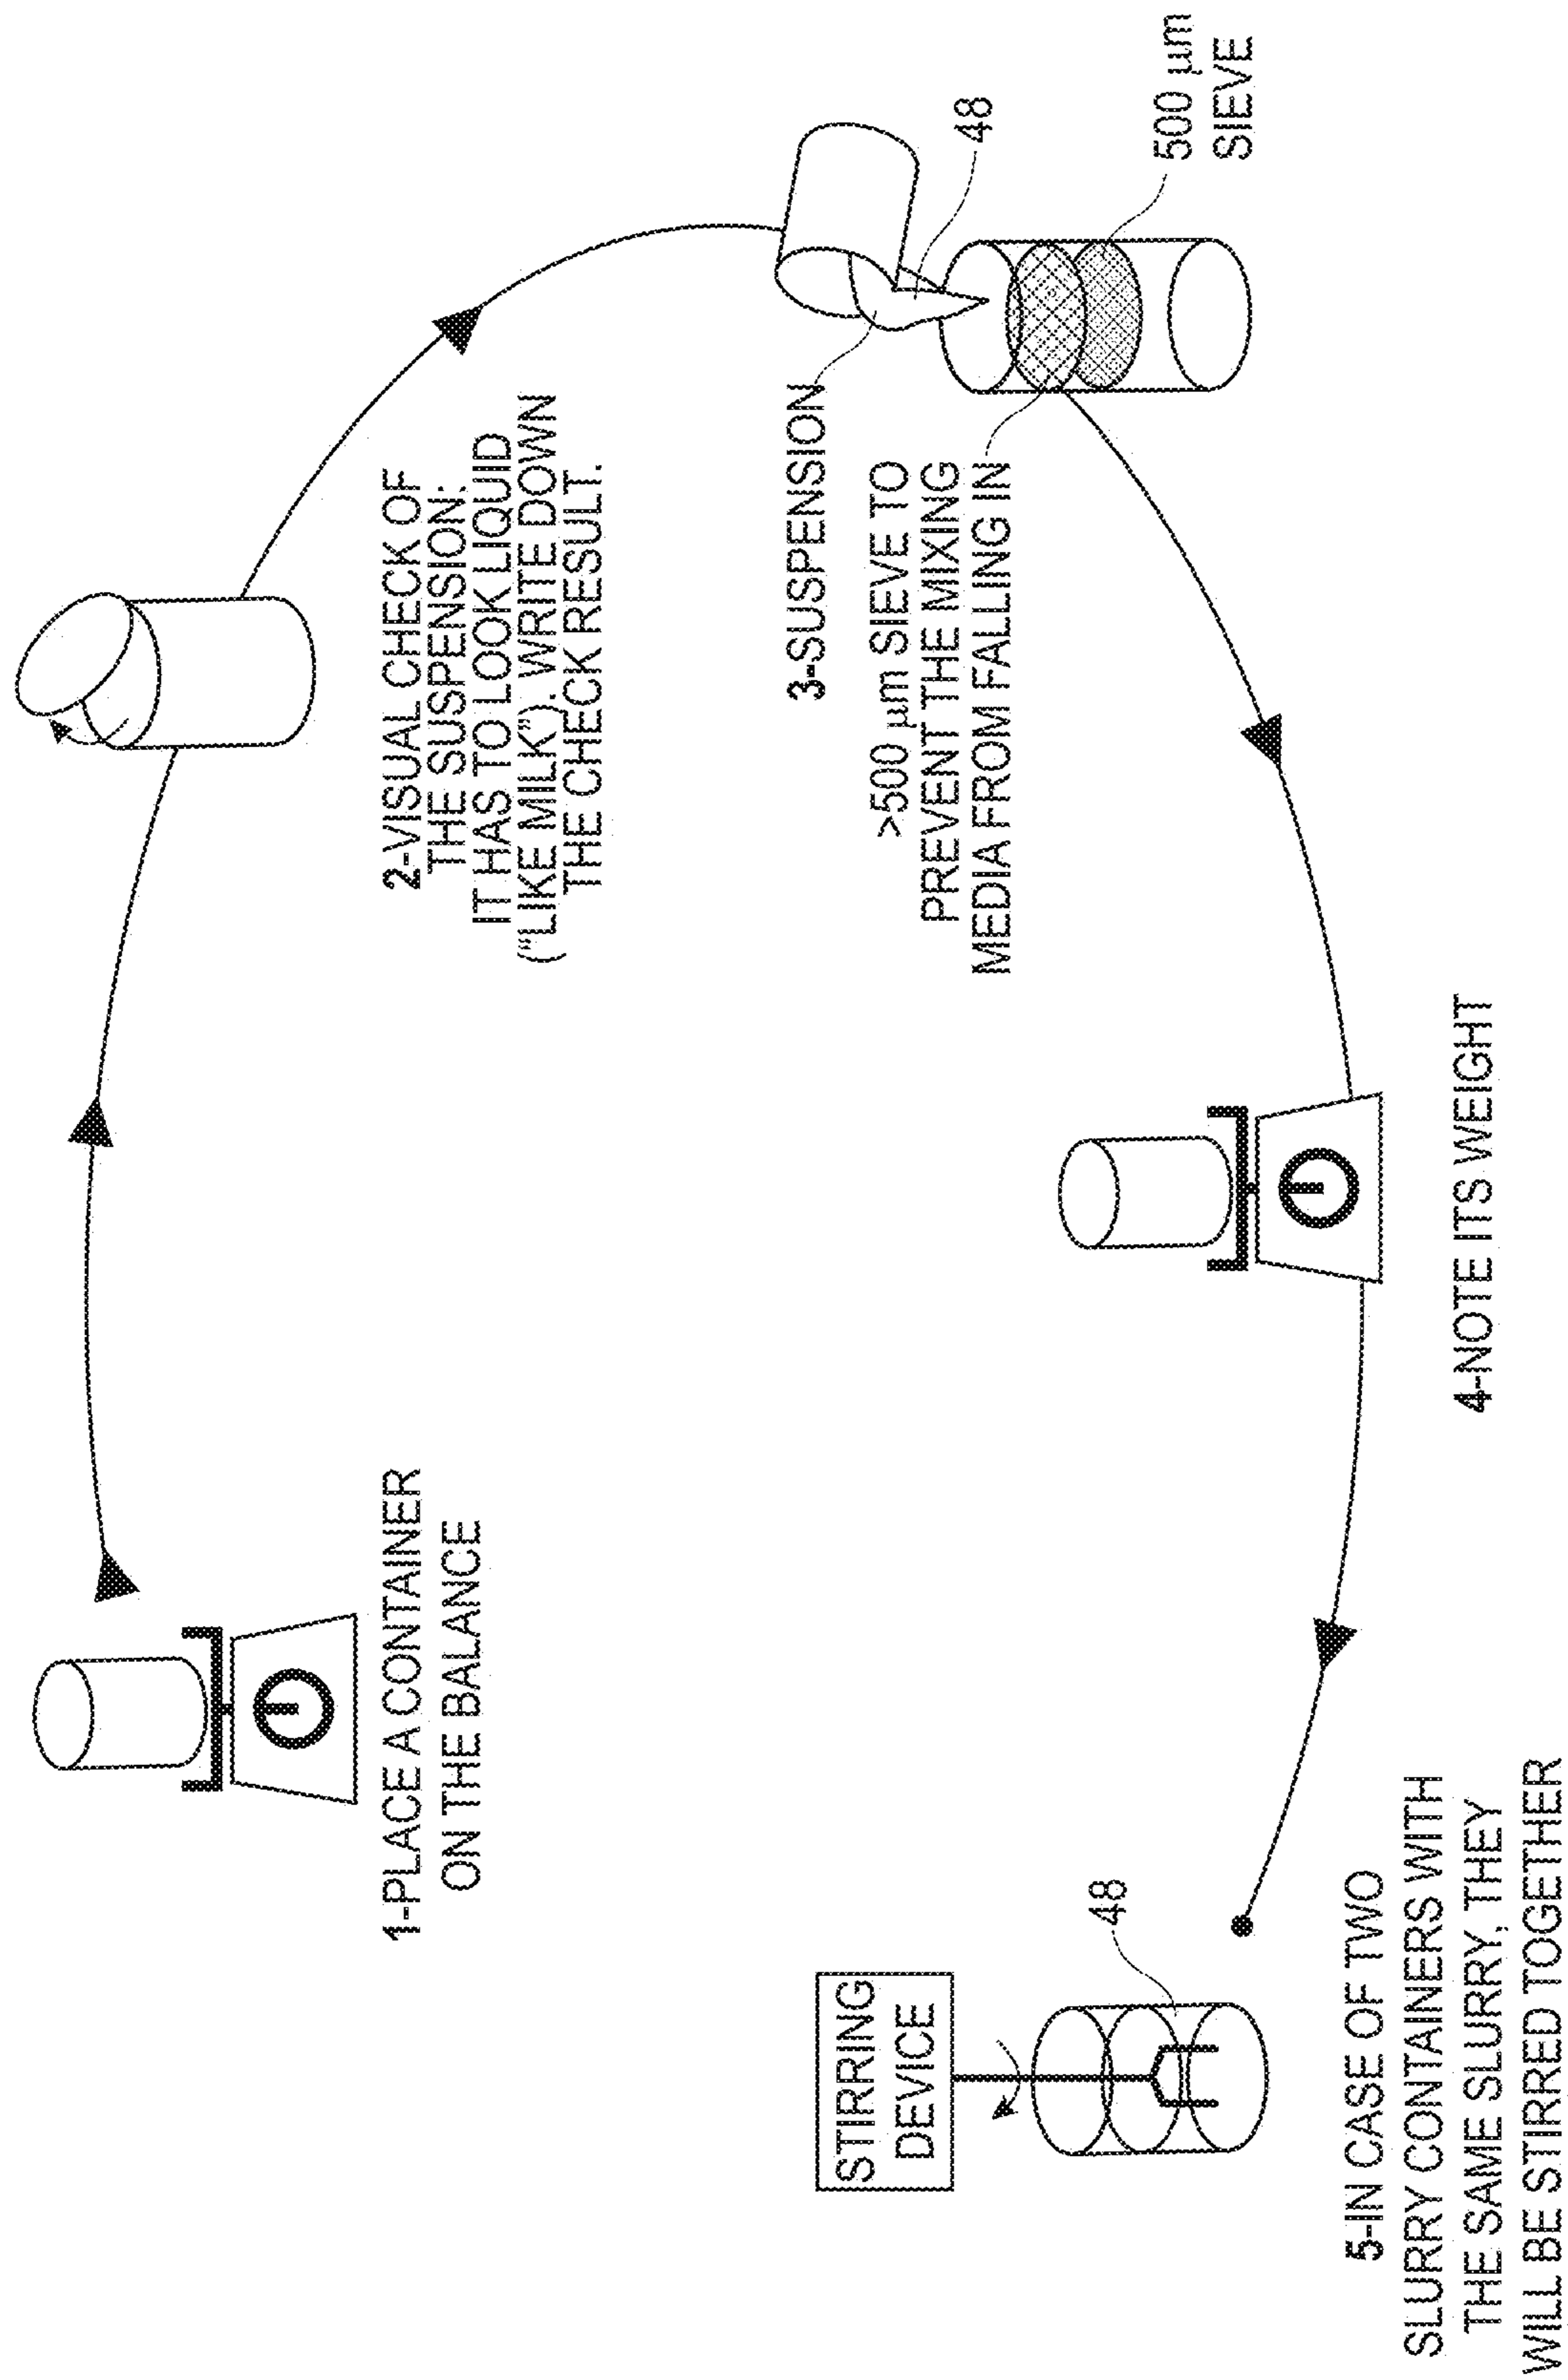 1-PLACE A CONTAINER
ON THE BALANCE
2-VISUAL CHECK OF
THE SUSPENSION:
IT HAS TO LOOK LIQUID
("LIKE MILK"). WRITE DOWN
THE CHECK RESULT.
3-SUSPENSION
48
>500 µm SIEVE TO
PREVENT THE MIXING
MEDIA FROM FALLING IN
500 µm
SIEVE
4-NOTE ITS WEIGHT
STIRRING
DEVICE
48
5-IN CASE OF TWO
SLURRY CONTAINERS WITH
THE SAME SLURRY, THEY
WILL BE STIRRED TOGETHER